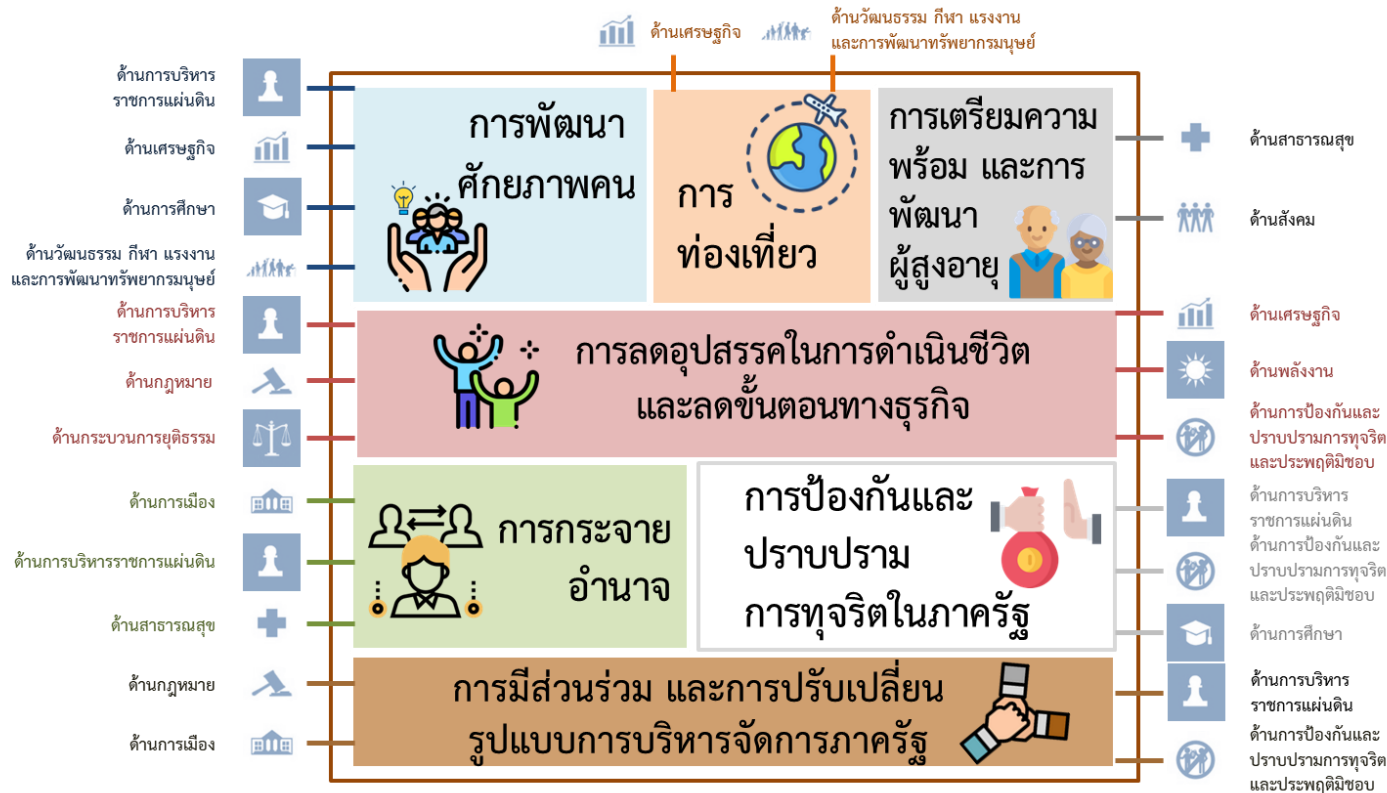 ด้านเศรษฐกิจ
ด้านวัฒนธรรม กีฬา แรงงาน
และการพัฒนาทรัพยากรมนุษย์
ด้านการบริหาร
ราชการแผ่นดิน
ด้านเศรษฐกิจ
ด้านการศึกษา
ด้านวัฒนธรรม กีฬา แรงงาน
และการพัฒนาทรัพยากรมนุษย์
การพัฒนา
ศักยภาพคน
การ
ท่องเที่ยว
การเตรียมความ
พร้อม และการ
พัฒนา
ผู้สูงอายุ
ด้านสาธารณสุข
ด้านสังคม
ด้านการบริหาร
ราชการแผ่นดิน
ด้านกฎหมาย
ด้านกระบวนการยุติธรรม
การลดอุปสรรคในการดำเนินชีวิต
และลดขั้นตอนทางธุรกิจ
ด้านเศรษฐกิจ
ด้านพลังงาน
ด้านการป้องกันและ
ปราบปรามการทุจริต
และประพฤติมิชอบ
ด้านการเมือง
ด้านการบริหารราชการแผ่นดิน
ด้านสาธารณสุข
การกระจาย
อำนาจ
การป้องกันและ
ปราบปราม
การทุจริตในภาครัฐ
ด้านการบริหาร
ราชการแผ่นดิน
ด้านการป้องกันและ
ปราบปรามการทุจริต
และประพฤติมิชอบ
ด้านการศึกษา
ด้านกฎหมาย
ด้านการเมือง
การมีส่วนร่วม และการปรับเปลี่ยน
รูปแบบการบริหารจัดการภาครัฐ
ด้านการบริหาร
ราชการแผ่นดิน
ด้านการป้องกันและ
ปราบปรามการทุจริต
และประพฤติมิชอบ